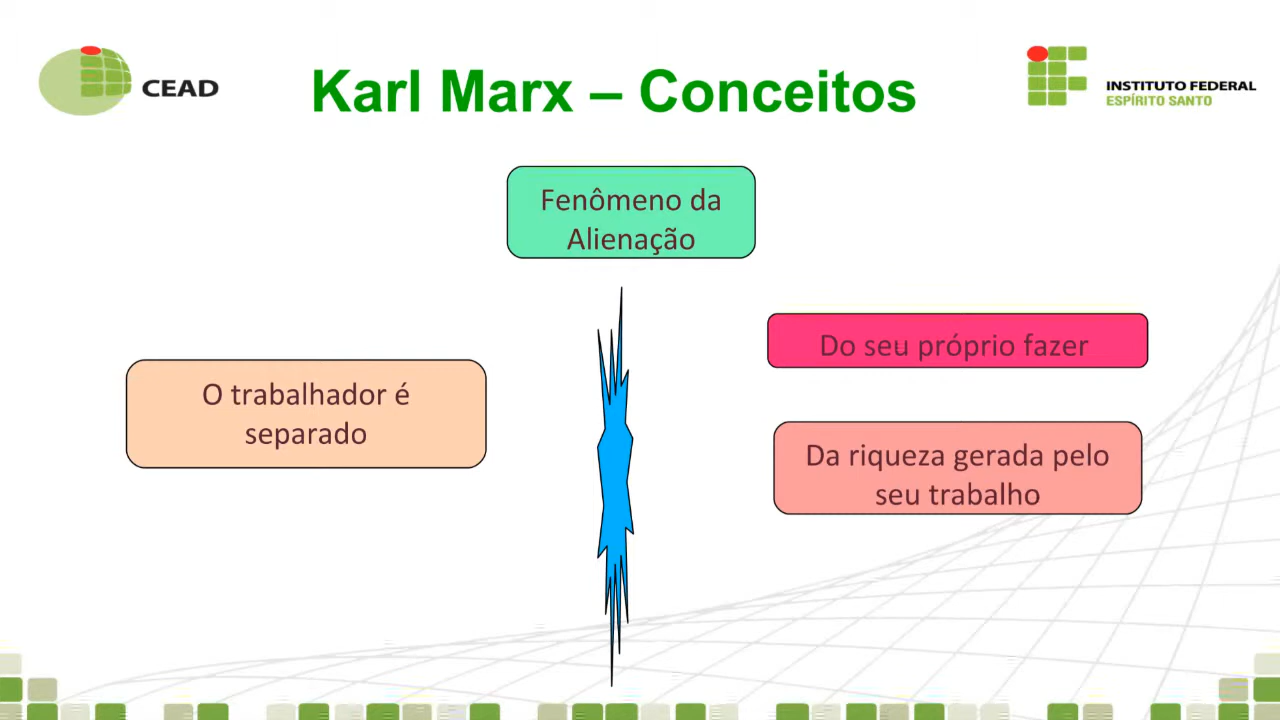 CEAD
Karl Marx – Conceitos
INSTITUTO FEDERAL
ESPÍRITO SANTO
Fenômeno da
Alienação
O trabalhador é
separado
Do seu próprio fazer
Da riqueza gerada pelo
seu trabalho